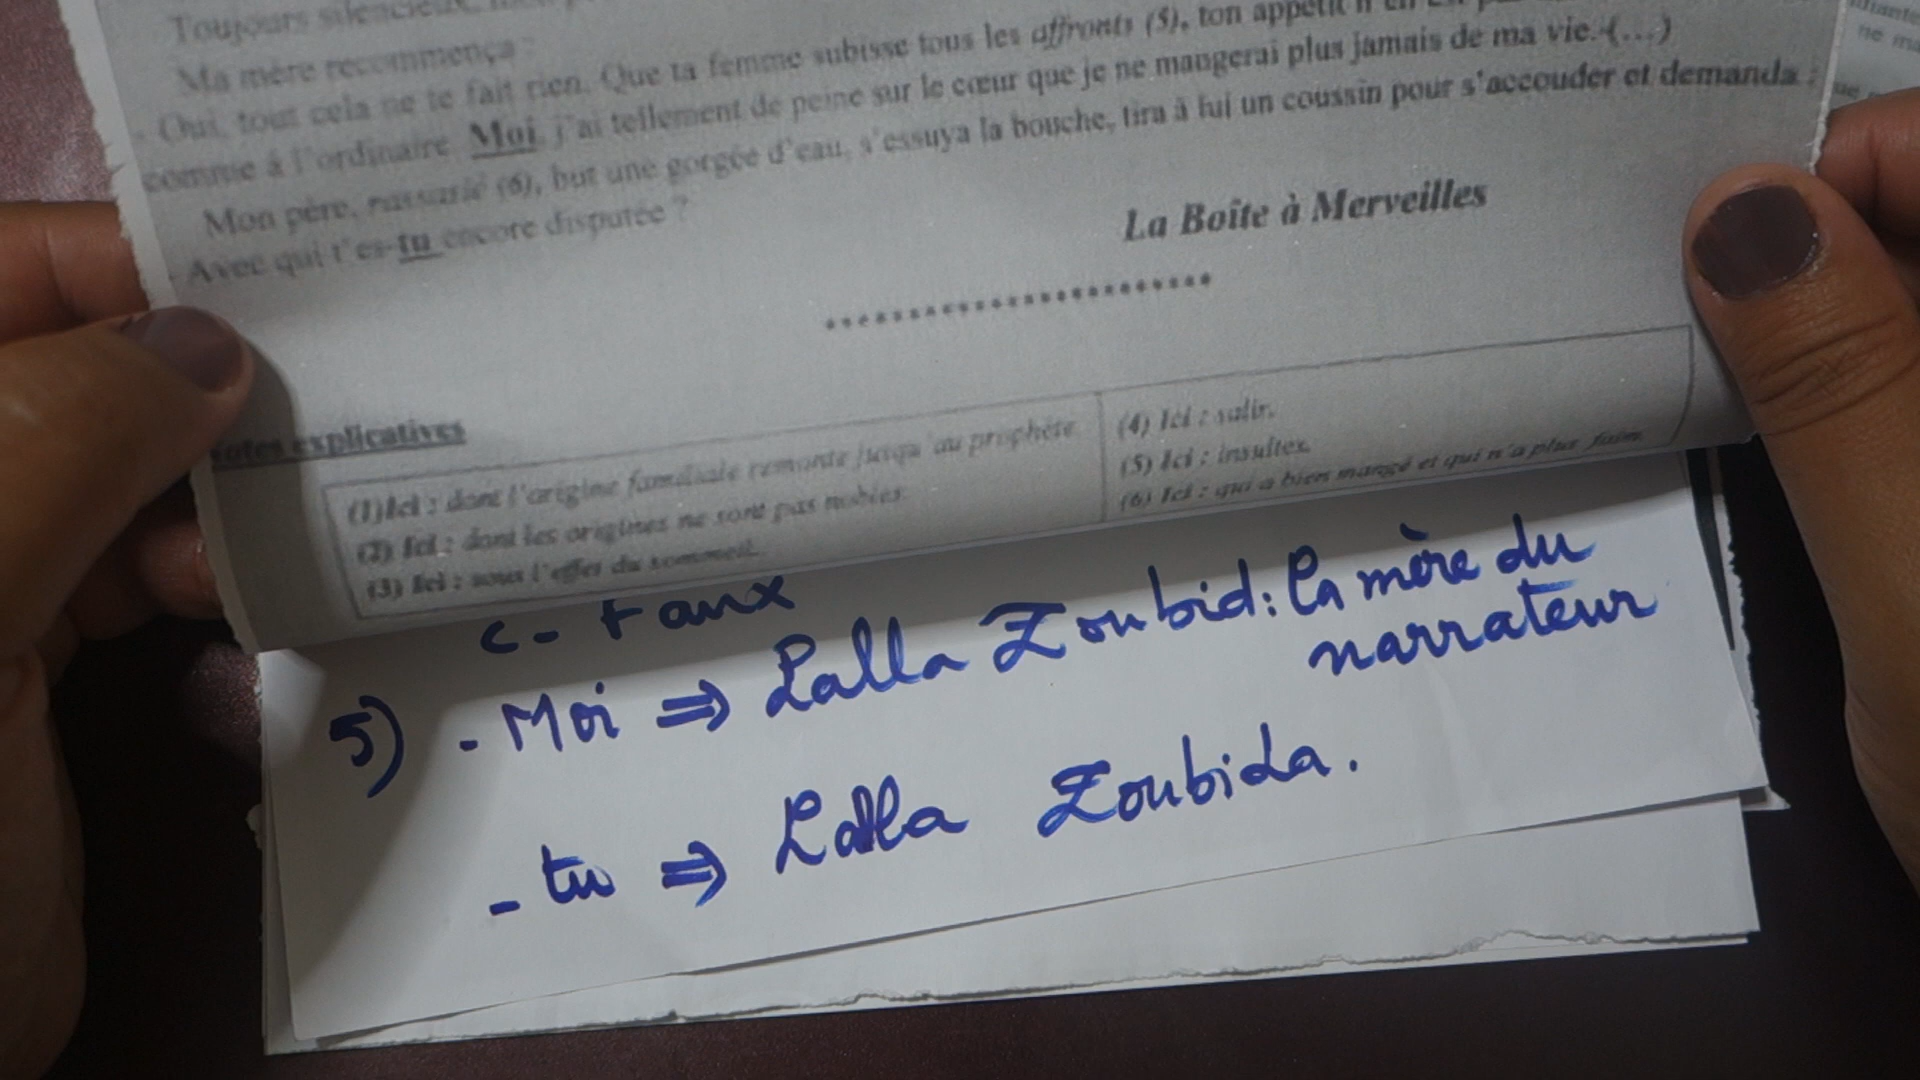 Toujours silencieux,
Ma mère recommença :
- Oui, tout cela ne te fait rien. Que ta femme subisse tous les affronts (5), ton appétit n'en est
comme à l'ordinaire. Moi, j'ai tellement de peine sur le cœur que je ne mangerai plus jamais de ma vie.-(…)
Mon père, rassasié (6), but une gorgée d'eau, s'essuya la bouche, tira à lui un coussin pour s'accouder et demanda :
- Avec qui t'es-tu encore disputée ?
La Boîte à Merveilles
Notes explicatives
(1) Ici : dont l'origine familiale remonte jusqu'au prophète
(2) Ici : dont les origines ne sont pas nobles
(3) Ici : sous l'effet du sommeil.
(4) Ici : salir.
(5) Ici : insultes.
(6) Ici : qui a bien mangé et qui n'a plus faim.
c- Faux
5) - Moi ⇒ Lalla Zoubid : la mère du
narrateur
- tu ⇒ Lalla Zoubida.
ne